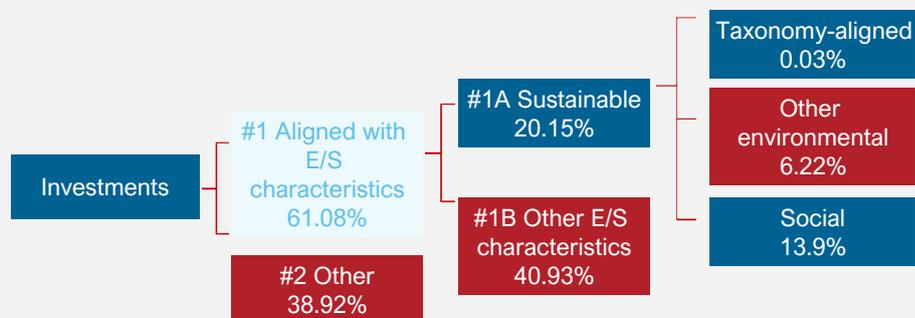 Investments
#1 Aligned with
E/S
characteristics
61.08%
#2 Other
38.92%
#1A Sustainable
20.15%
#1B Other E/S
characteristics
40.93%
Taxonomy-aligned
0.03%
Other
environmental
6.22%
Social
13.9%